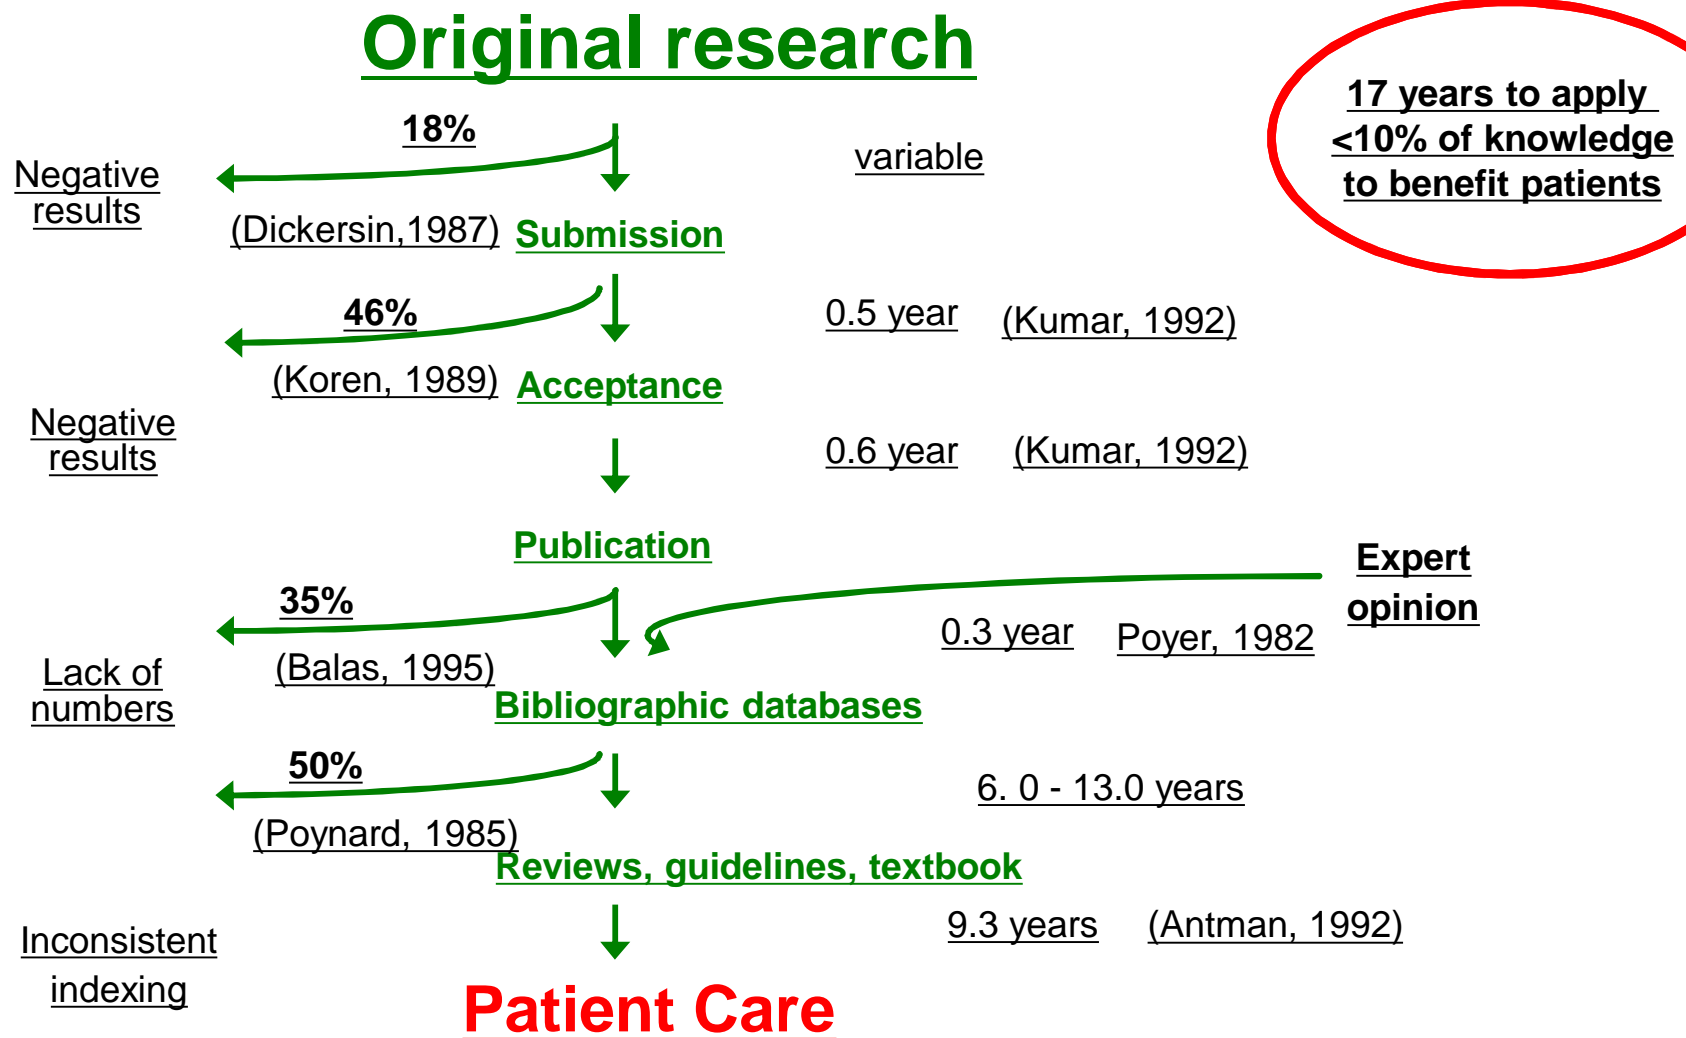 Original research
17 years to apply
<10% of knowledge
to benefit patients
18%
variable
Negative
results
(Dickersin,1987)
Submission
46%
0.5 year
(Kumar, 1992)
(Koren, 1989)
Acceptance
Negative
results
0.6 year
(Kumar, 1992)
Publication
Expert
opinion
35%
0.3 year
Poyer, 1982
(Balas, 1995)
Lack of
numbers
Bibliographic databases
50%
6. 0 - 13.0 years
(Poynard, 1985)
Reviews, guidelines, textbook
9.3 years
(Antman, 1992)
Inconsistent
indexing
Patient Care